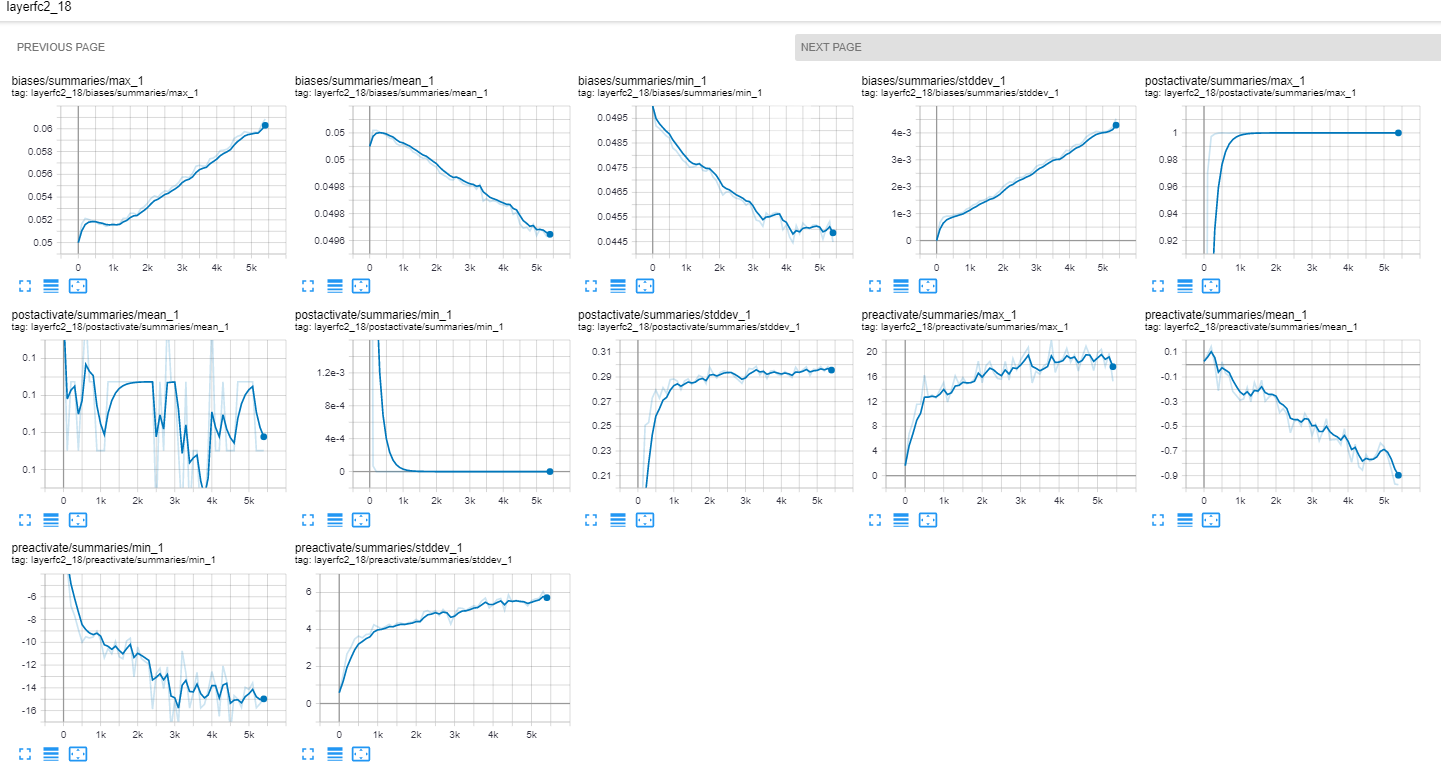 layerfc2_18
PREVIOUS PAGE
NEXT PAGE
biases/summaries/max_1
tag: layerfc2_18/biases/summaries/max_1
0.06
0.058
0.056
0.054
0.052
0.05
0 1k 2k 3k 4k 5k
biases/summaries/mean_1
tag: layerfc2_18/biases/summaries/mean_1
0.05
0.05
0.0498
0.0498
0.0496
0 1k 2k 3k 4k 5k
biases/summaries/min_1
tag: layerfc2_18/biases/summaries/min_1
0.0495
0.0485
0.0475
0.0465
0.0455
0.0445
0 1k 2k 3k 4k 5k
biases/summaries/stddev_1
tag: layerfc2_18/biases/summaries/stddev_1
4e-3
3e-3
2e-3
1e-3
0
0 1k 2k 3k 4k 5k
postactivate/summaries/max_1
tag: layerfc2_18/postactivate/summaries/max_1
1
0.98
0.96
0.94
0.92
0 1k 2k 3k 4k 5k
postactivate/summaries/mean_1
tag: layerfc2_18/postactivate/summaries/mean_1
0.1
0.1
0.1
0.1
0 1k 2k 3k 4k 5k
postactivate/summaries/min_1
tag: layerfc2_18/postactivate/summaries/min_1
1.2e-3
8e-4
4e-4
0
0 1k 2k 3k 4k 5k
postactivate/summaries/stddev_1
tag: layerfc2_18/postactivate/summaries/stddev_1
0.31
0.29
0.27
0.25
0.23
0.21
0 1k 2k 3k 4k 5k
preactivate/summaries/max_1
tag: layerfc2_18/preactivate/summaries/max_1
20
16
12
8
4
0
0 1k 2k 3k 4k 5k
preactivate/summaries/mean_1
tag: layerfc2_18/preactivate/summaries/mean_1
0.1
-0.1
-0.3
-0.5
-0.7
-0.9
0 1k 2k 3k 4k 5k
preactivate/summaries/min_1
tag: layerfc2_18/preactivate/summaries/min_1
-6
-8
-10
-12
-14
-16
0 1k 2k 3k 4k 5k
preactivate/summaries/stddev_1
tag: layerfc2_18/preactivate/summaries/stddev_1
6
4
2
0
0 1k 2k 3k 4k 5k